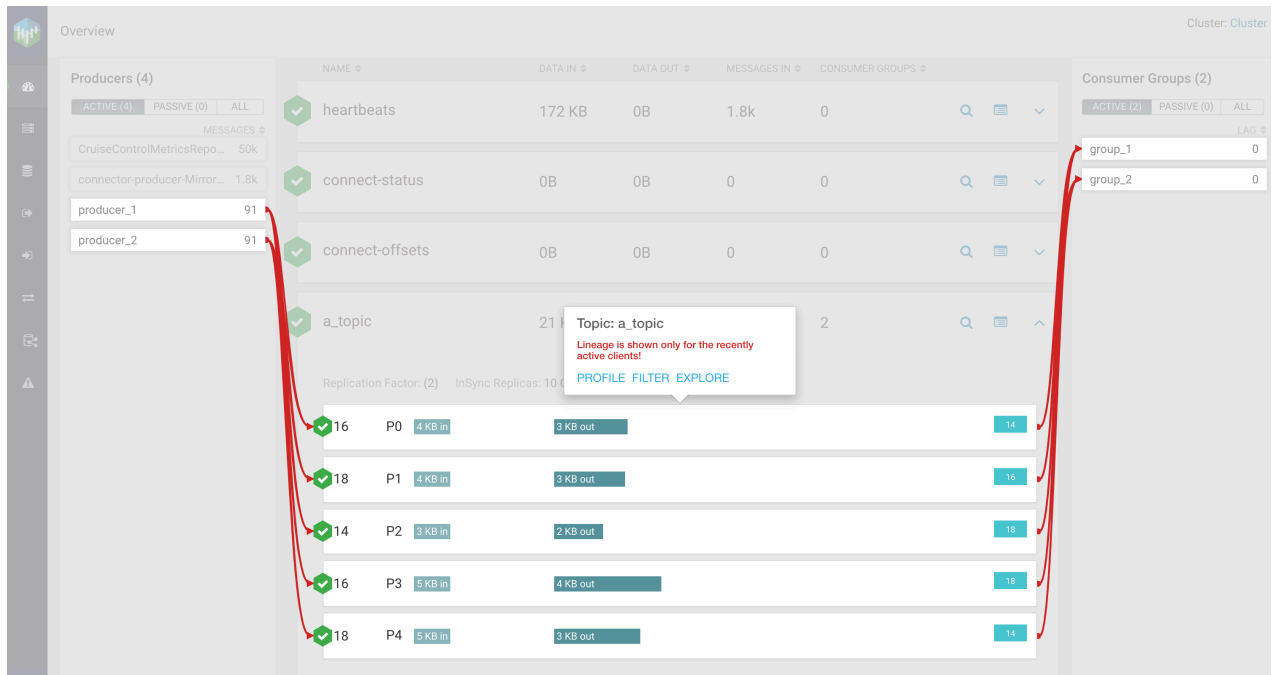 Overview
Cluster: Cluster
Producers (4)
ACTIVE (4) PASSIVE (0) ALL
MESSAGES
CruiseControlMetricsRepo... 50k
connector-producer-Mirror... 1.8k
producer_1 91
producer_2 91
NAME DATA IN DATA OUT MESSAGES IN CONSUMER GROUPS
heartbeats 172 KB 0B 1.8k 0
connect-status 0B 0B 0 0
connect-offsets 0B 0B 0 0
a_topic 21 2
Topic: a_topic
Lineage is shown only for the recently
active clients!
PROFILE FILTER EXPLORE
Replication Factor: (2) InSync Replicas: 10
16 P0 4 KB in 3 KB out 14
18 P1 4 KB in 3 KB out 16
14 P2 3 KB in 2 KB out 18
16 P3 5 KB in 4 KB out 18
18 P4 5 KB in 3 KB out 14
Consumer Groups (2)
ACTIVE (2) PASSIVE (0) ALL
LAG
group_1 0
group_2 0